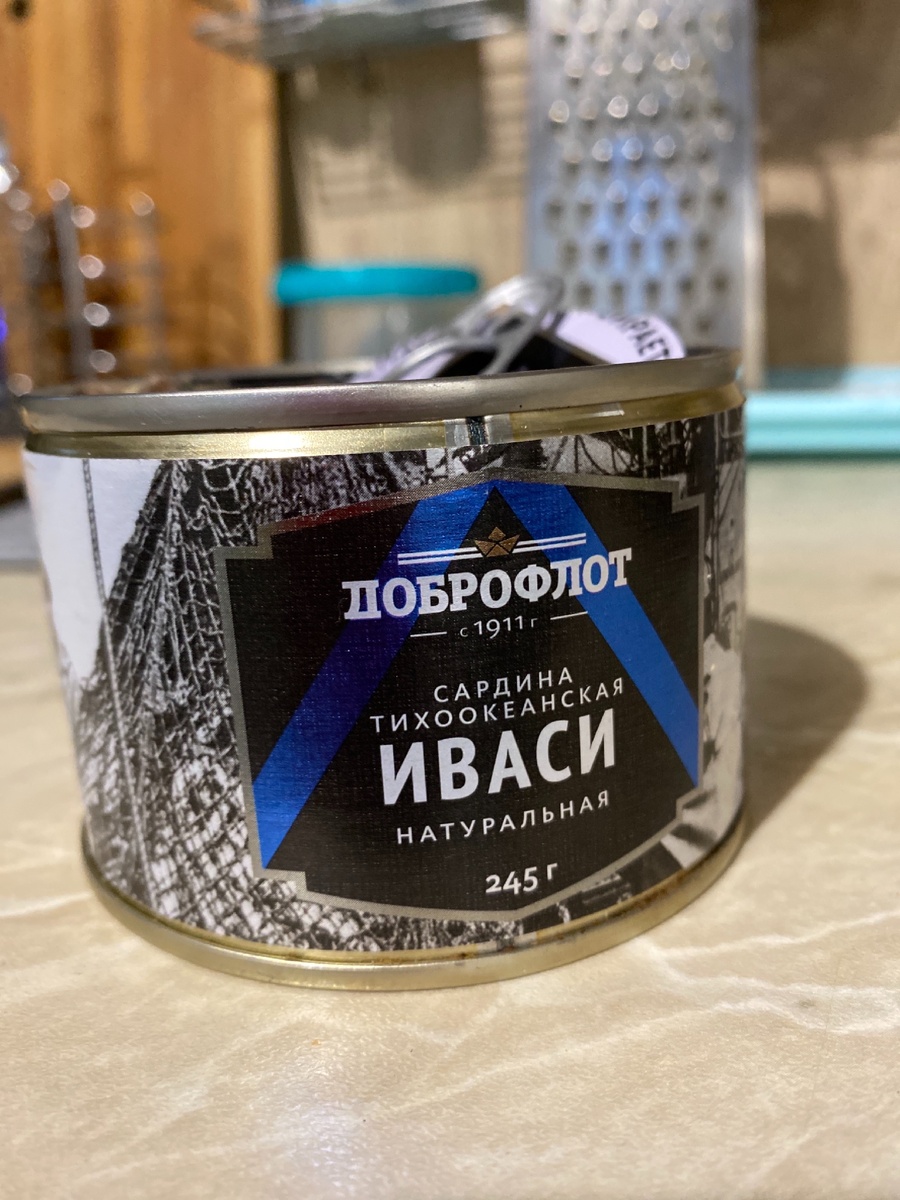 ДОБРОФЛОТ
с 1911 г
САРДИНА
ТИХООКЕАНСКАЯ
ИВАСИ
НАТУРАЛЬНАЯ
245 г